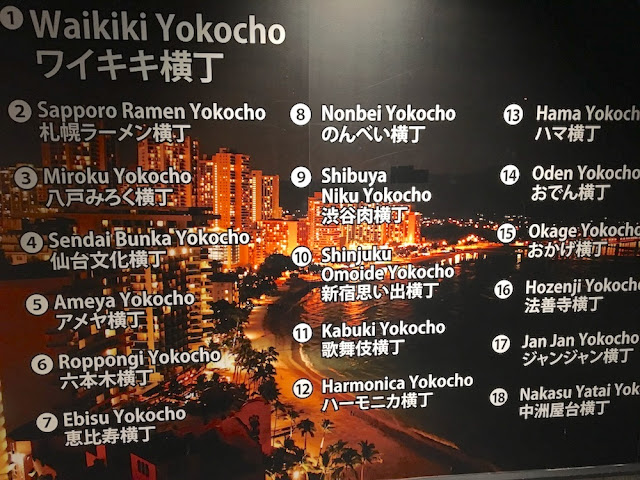 ① Waikiki Yokocho
ワイキキ横丁
② Sapporo Ramen Yokocho
札幌ラーメン横丁
③ Miroku Yokocho
八戸みろく横丁
④ Sendai Bunka Yokocho
仙台文化横丁
⑤ Ameya Yokocho
アメヤ横丁
⑥ Roppongi Yokocho
六本木横丁
⑦ Ebisu Yokocho
恵比寿横丁
⑧ Nonbei Yokocho
のんべい横丁
⑨ Shibuya
Niku Yokocho
渋谷肉横丁
⑩ Shinjuku
Omoide Yokocho
新宿思い出横丁
⑪ Kabuki Yokocho
歌舞伎横丁
⑫ Harmonica Yokocho
ハーモニカ横丁
⑬ Hama Yokoch
ハマ横丁
⑭ Oden Yokocho
おでん横丁
⑮ Okage Yokocho
おかげ横丁
⑯ Hozenji Yokocho
法善寺横丁
⑰ Jan Jan Yokocho
ジャンジャン横丁
⑱ Nakasu Yatai Yok
中洲屋台横丁